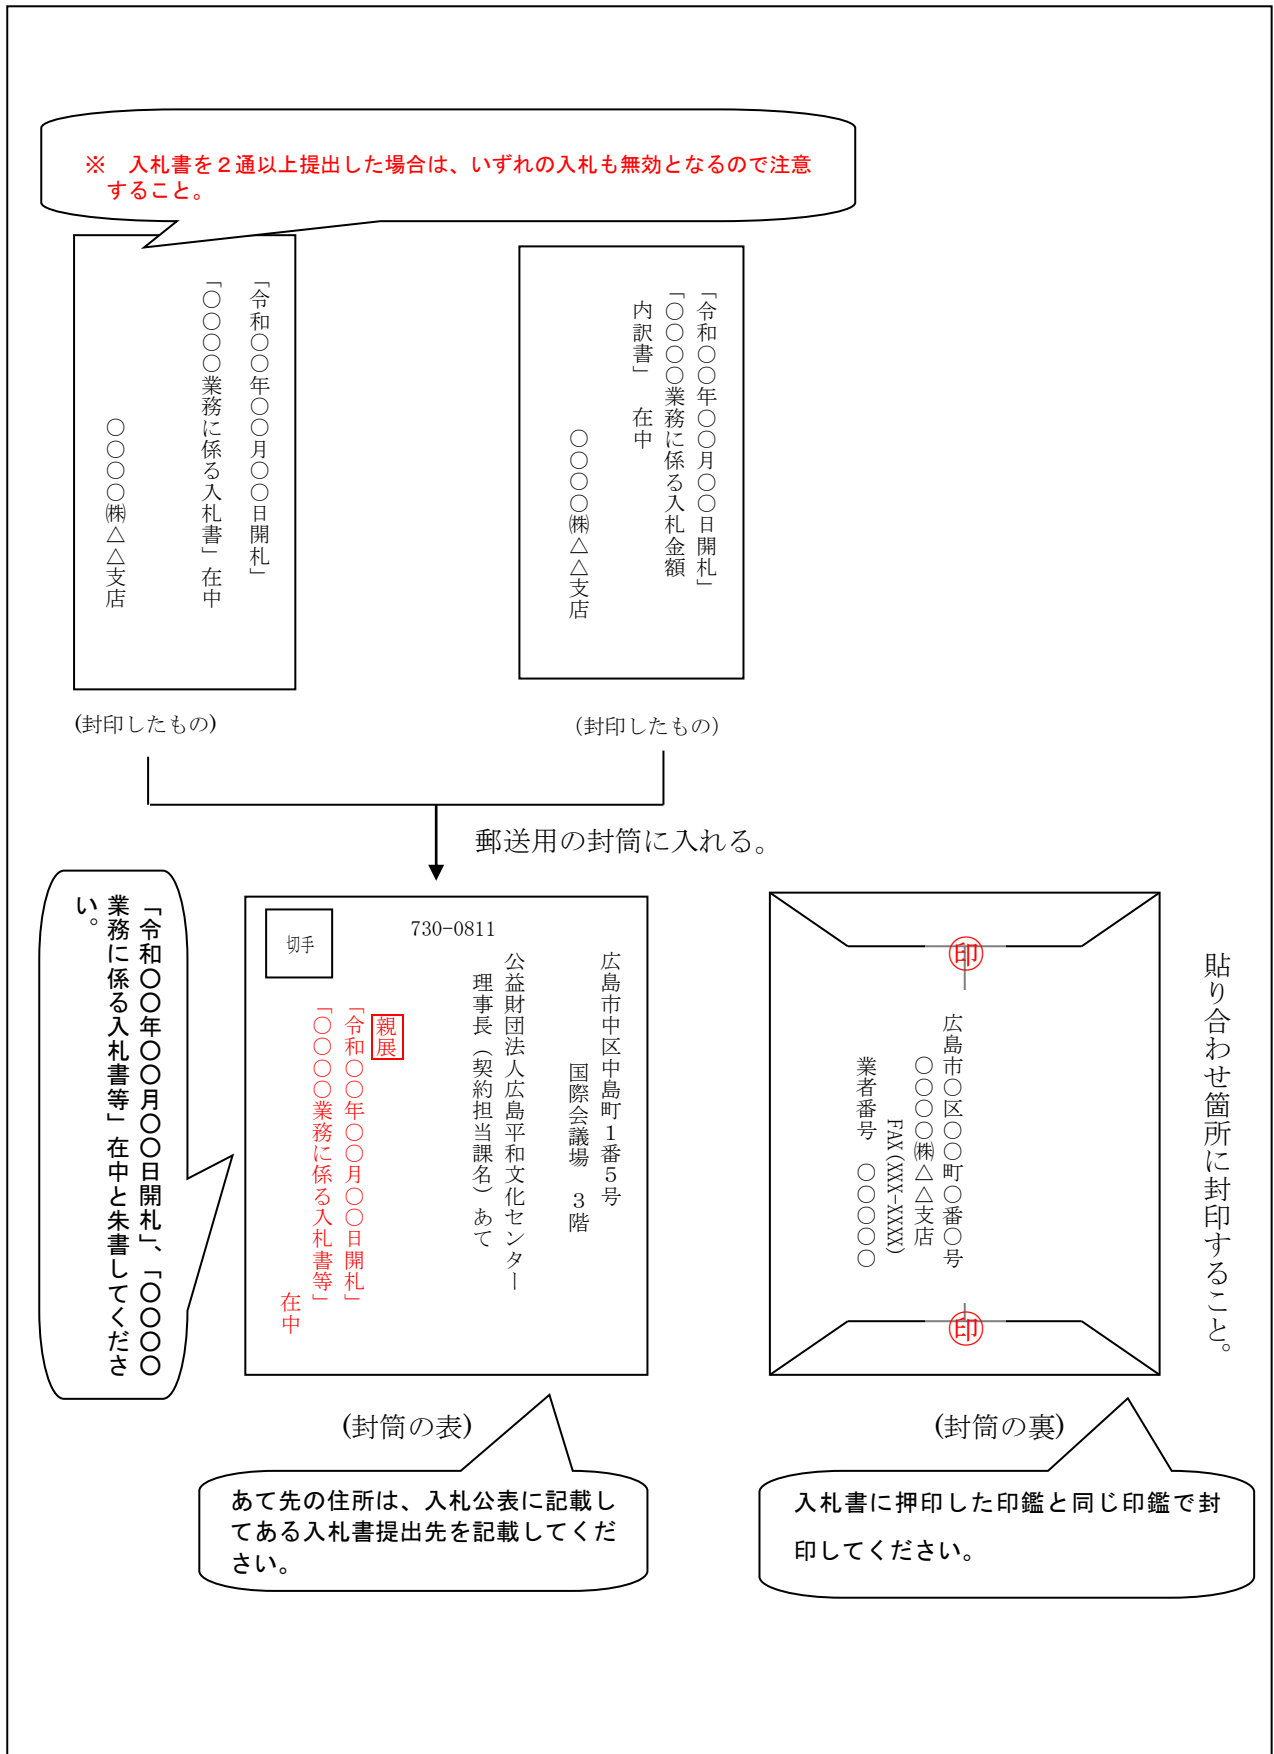 ※　入札書を２通以上提出した場合は、いずれの入札も無効となるので注意
すること。
「令和〇〇年〇〇月〇〇日開札」
「〇〇〇〇業務に係る入札書」在中
〇〇〇〇㈱△△支店
(封印したもの)
「令和〇〇年〇〇月〇〇日開札」
「〇〇〇〇業務に係る入札金額
内訳書」　在中
〇〇〇〇㈱△△支店
（封印したもの）
郵送用の封筒に入れる。
「令和〇〇年〇〇月〇〇日開札」、「〇〇〇〇
業務に係る入札書等」在中と朱書してくださ
い。
切手
730-0811
広島市中区中島町１番５号
国際会議場　３階
公益財団法人広島平和文化センター
理事長（契約担当課名）あて
親展
「令和〇〇年〇〇月〇〇日開札」
「〇〇〇〇業務に係る入札書等」
在中
(封筒の表)
あて先の住所は、入札公表に記載し
てある入札書提出先を記載してくだ
さい。
貼り合わせ箇所に封印すること。
印
広島市〇区〇〇町〇番〇号
〇〇〇〇㈱△△支店
FAX(XXX-XXXX)
業者番号　〇〇〇〇〇
印
(封筒の裏)
入札書に押印した印鑑と同じ印鑑で封
印してください。